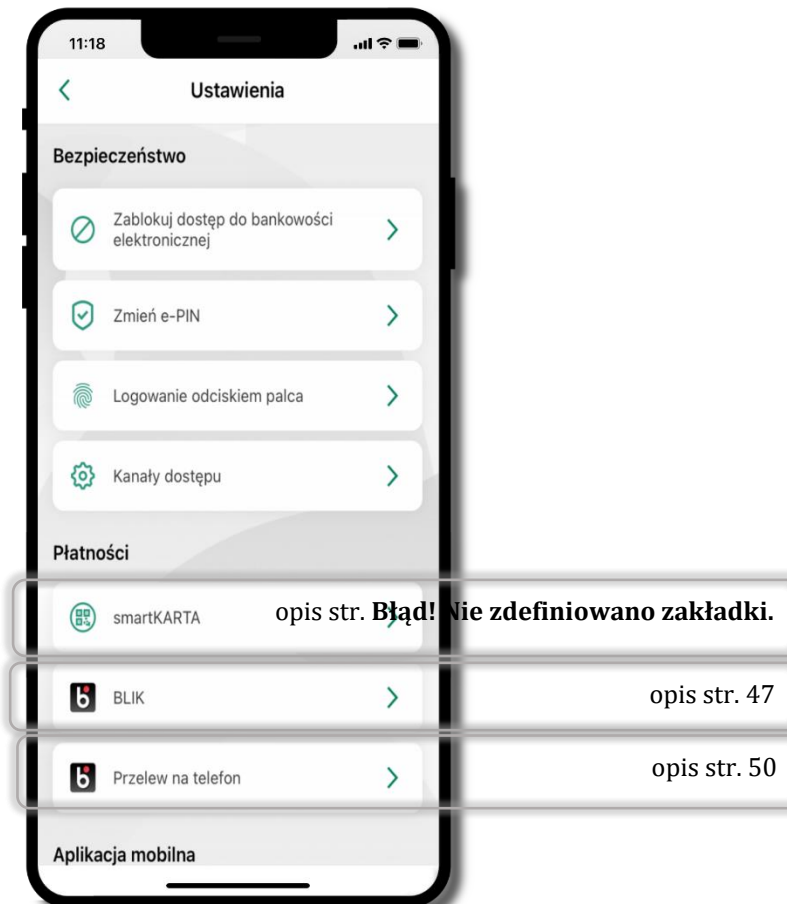 11:18
Ustawienia
Bezpieczeństwo
Zablokuj dostęp do bankowości
elektronicznej
Zmień e-PIN
Logowanie odciskiem palca
Kanały dostępu
Płatności
smartKARTA opis str. Błąd! Nie zdefiniowano zakładki.
BLIK opis str. 47
Przelew na telefon opis str. 50
Aplikacja mobilna